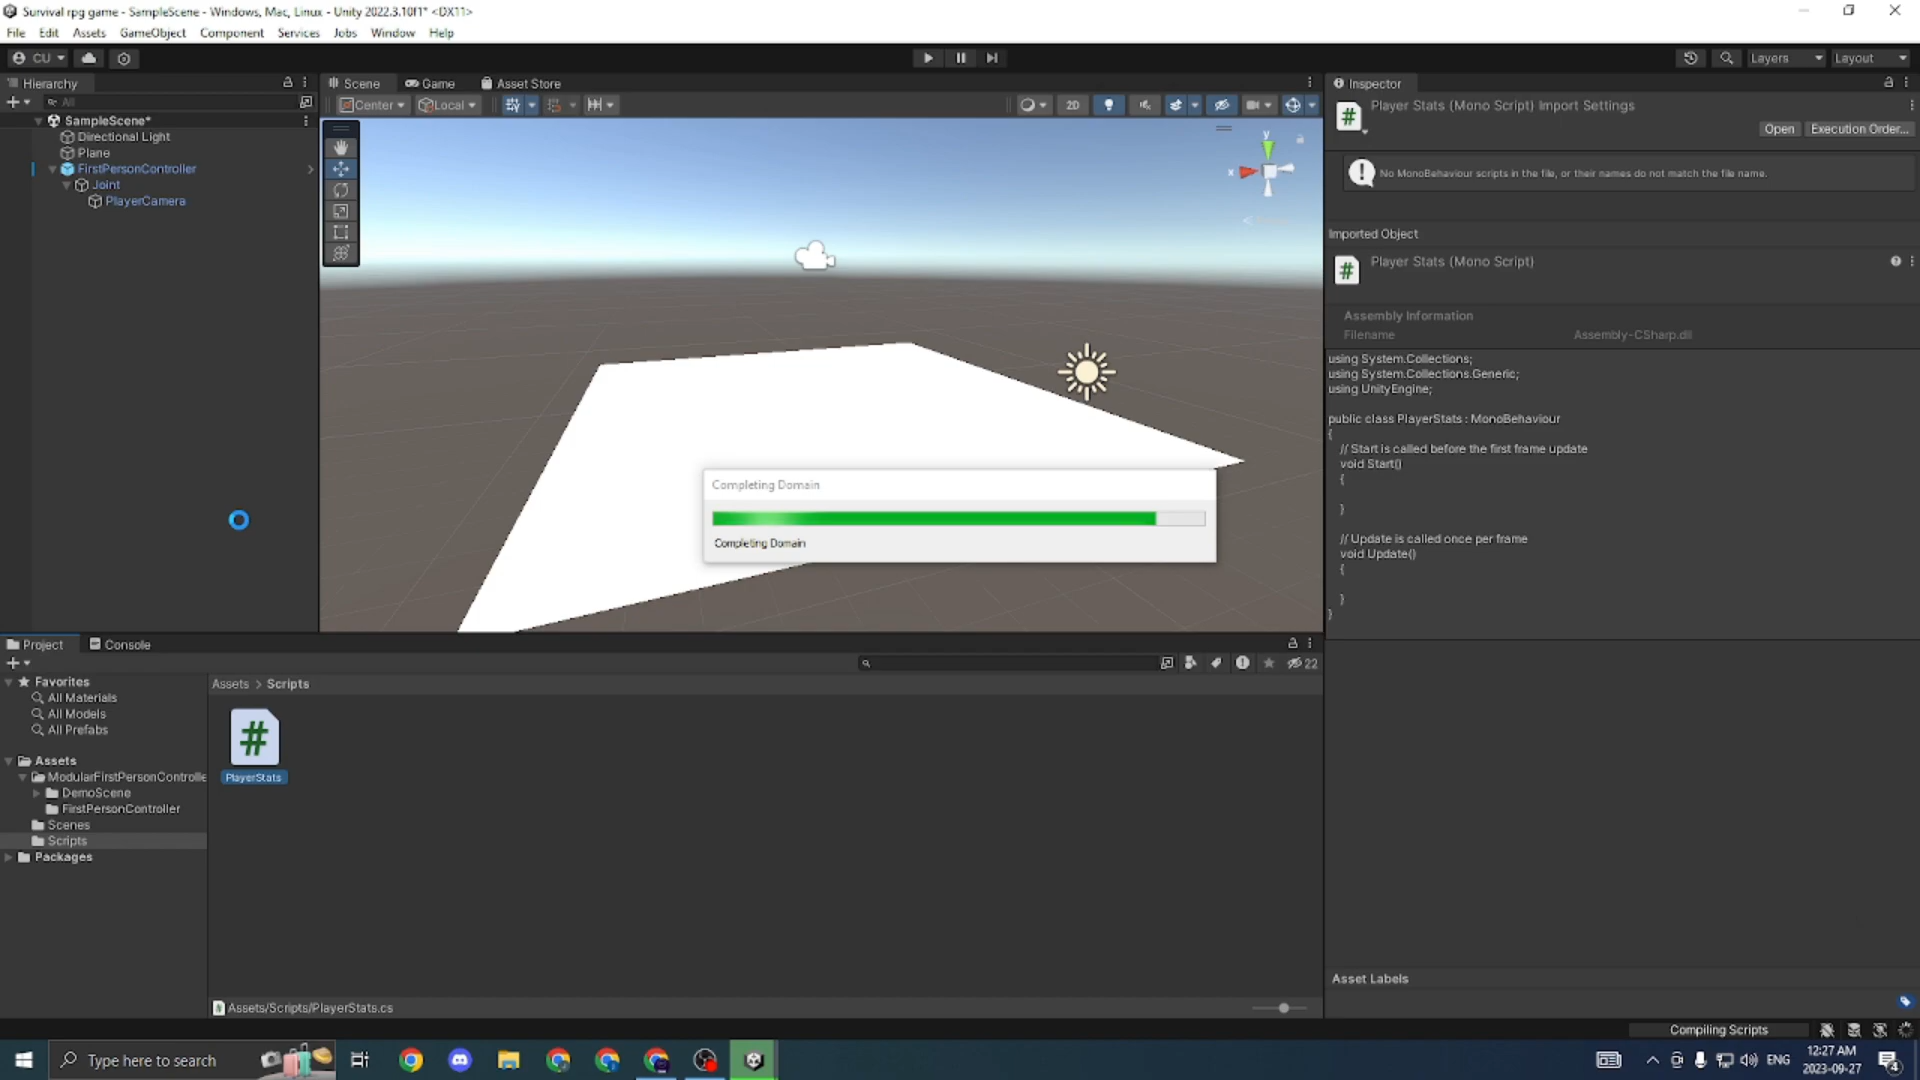 Survival rpg game - SampleScene - Windows, Mac, Linux - Unity 2022.3.10f1* <DX11>
File Edit Assets GameObject Component Services Jobs Window Help
CU Layers Layout
Hierarchy Scene Game Asset Store Inspector
All Center Local 2D
SampleScene*
Directional Light
Plane
FirstPersonController
Joint
PlayerCamera
y
x
Completing Domain
Completing Domain
Player Stats (Mono Script) Import Settings
Open Execution Order...
No MonoBehaviour scripts in the file, or their names do not match the file name.
Imported Object
Player Stats (Mono Script)
Assembly Information
Filename Assembly-CSharp.dll
using System.Collections;
using System.Collections.Generic;
using UnityEngine;
public class PlayerStats : MonoBehaviour
{
// Start is called before the first frame update
void Start()
{
}
// Update is called once per frame
void Update()
{
}
}
Asset Labels
Project Console
22
Favorites
All Materials
All Models
All Prefabs
Assets
ModularFirstPersonControlle
DemoScene
FirstPersonController
Scenes
Scripts
Packages
Assets > Scripts
#
PlayerStats
Assets/Scripts/PlayerStats.cs
Compiling Scripts
Type here to search
ENG
12:27 AM
2023-09-27
4